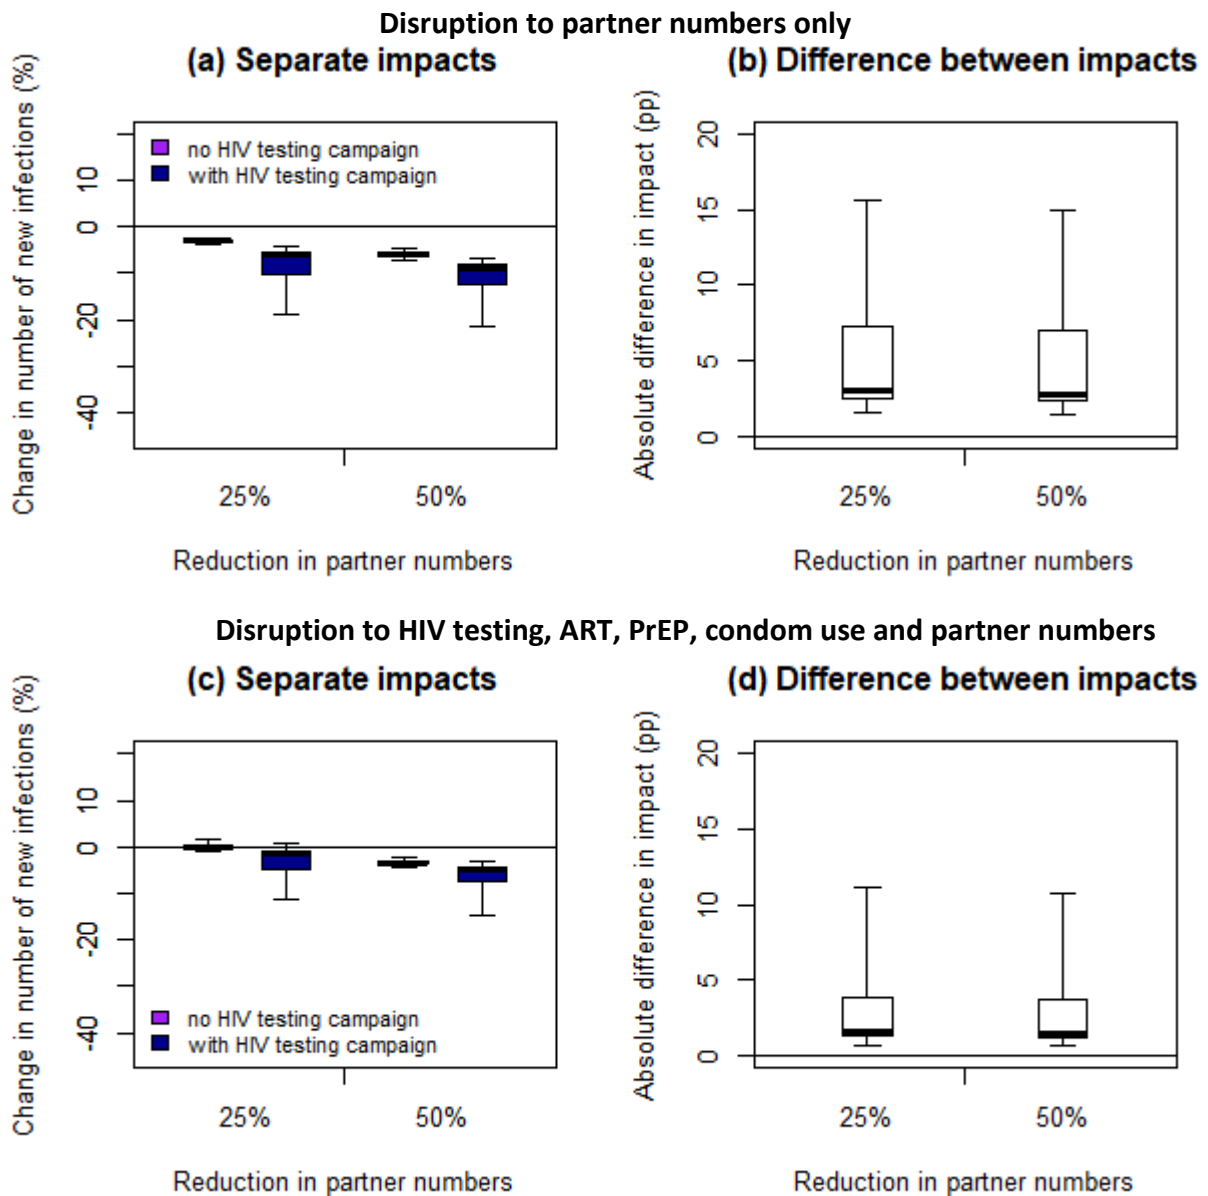 Disruption to partner numbers only
(a) Separate impacts
(b) Difference between impacts
Change in number of new infections (%)
10
0
-20
-40
no HIV testing campaign
with HIV testing campaign
25%
50%
Reduction in partner numbers
Absolute difference in impact (pp)
20
15
10
5
0
25%
50%
Reduction in partner numbers
Disruption to HIV testing, ART, PrEP, condom use and partner numbers
(c) Separate impacts
(d) Difference between impacts
Change in number of new infections (%)
10
0
-20
-40
no HIV testing campaign
with HIV testing campaign
25%
50%
Reduction in partner numbers
Absolute difference in impact (pp)
20
15
10
5
0
25%
50%
Reduction in partner numbers